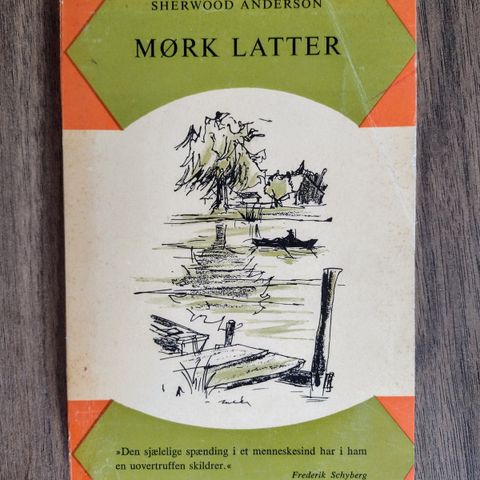 SHERWOOD ANDERSON
MØRK LATTER
»Den sjælelige spænding i et menneskesind har i ham
en uovertruffen skildrer.«
Frederik Schyberg